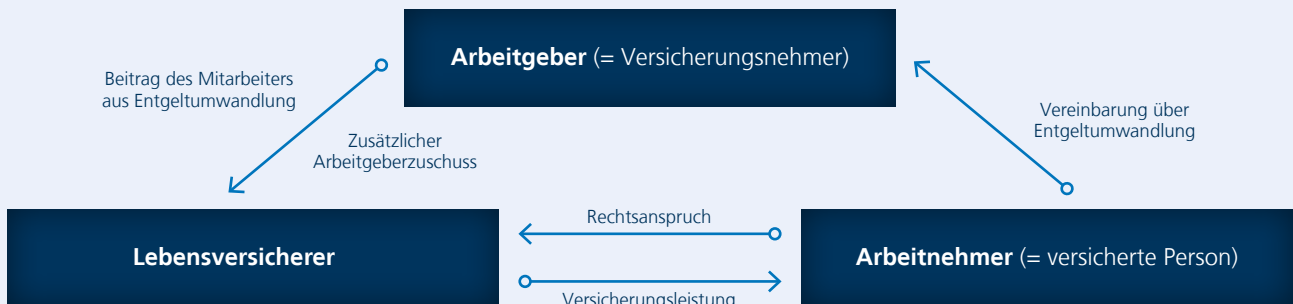 Arbeitgeber (= Versicherungsnehmer)
Beitrag des Mitarbeiters
aus Entgeltumwandlung
Zusätzlicher
Arbeitgeberzuschuss
Vereinbarung über
Entgeltumwandlung
Lebensversicherer
Rechtsanspruch
Versicherungsleistung
Arbeitnehmer (= versicherte Person)